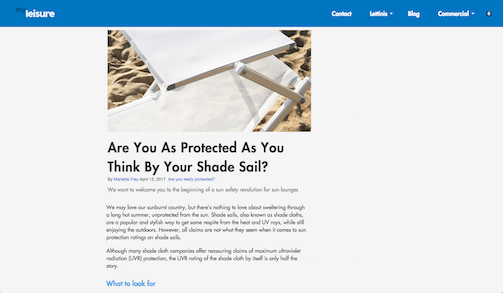 leisure
Contact
Lettinis
Blog
Commercial
0
Are You As Protected As You
Think By Your Shade Sail?
By Marietta Frey April 12, 2017 Are you really protected?
We want to welcome you to the beginning of a sun safety revolution for sun lounges
We may love our sunburnt country, but there's nothing to love about sweltering through
a long hot summer, unprotected from the sun. Shade sails, also known as shade cloths,
are a popular and stylish way to get some respite from the heat and UV rays, while still
enjoying the outdoors. However, all claims are not what they seem when it comes to sun
protection ratings on shade sails.
Although many shade cloth companies offer reassuring claims of maximum ultraviolet
radiation (UVR) protection, the UVR rating of the shade cloth by itself is only half the
story.
What to look for